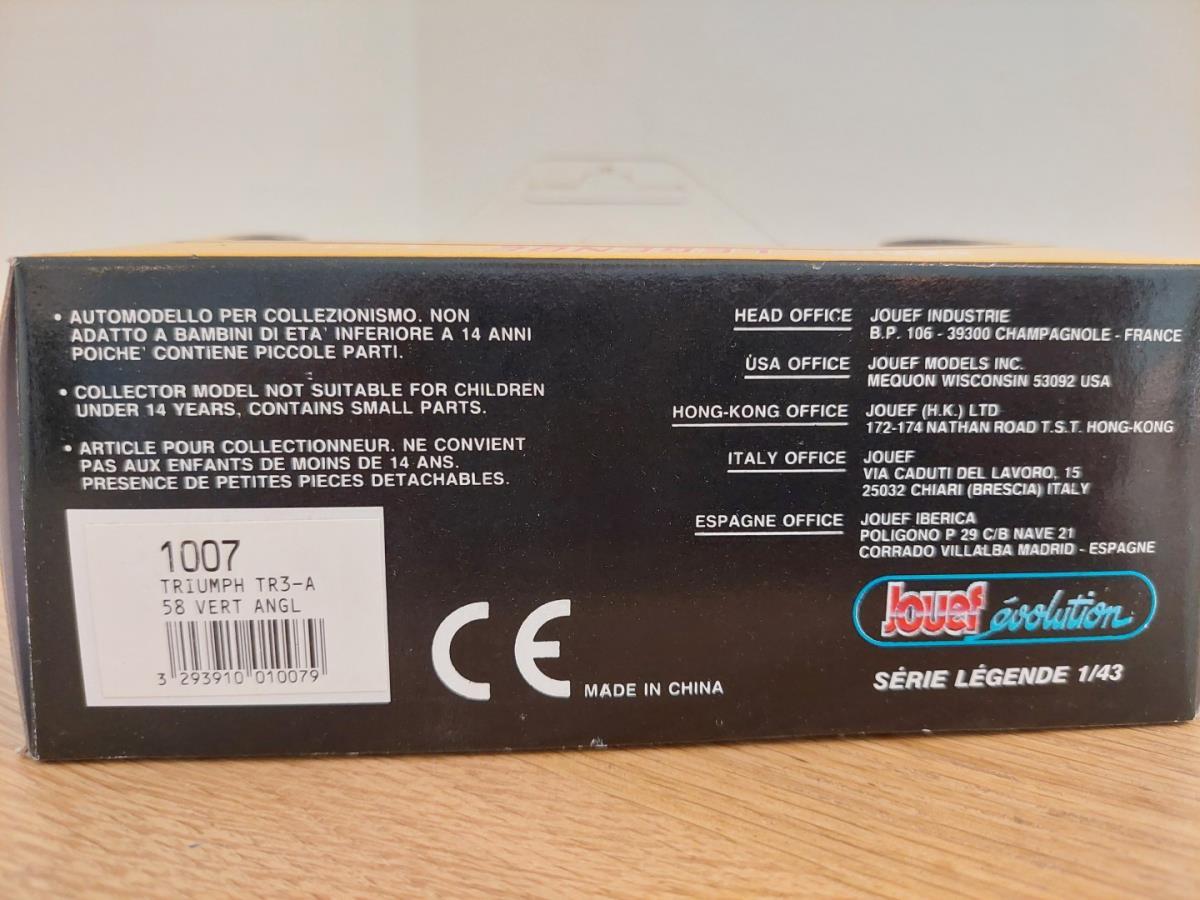 • AUTOMODELLO PER COLLEZIONISMO. NON
ADATTO A BAMBINI DI ETA' INFERIORE A 14 ANNI
POICHE' CONTIENE PICCOLE PARTI.
• COLLECTOR MODEL NOT SUITABLE FOR CHILDREN
UNDER 14 YEARS, CONTAINS SMALL PARTS.
• ARTICLE POUR COLLECTIONNEUR. NE CONVIENT
PAS AUX ENFANTS DE MOINS DE 14 ANS.
PRESENCE DE PETITES PIECES DETACHABLES.
1007
TRIUMPH TR3-A
58 VERT ANGL
3 293910 010079
CE
MADE IN CHINA
HEAD OFFICE JOUEF INDUSTRIE
B.P. 106 - 39300 CHAMPAGNOLE - FRANCE
USA OFFICE JOUEF MODELS INC.
MEQUON WISCONSIN 53092 USA
HONG-KONG OFFICE JOUEF (H.K.) LTD
172-174 NATHAN ROAD T.S.T. HONG-KONG
ITALY OFFICE JOUEF
VIA CADUTI DEL LAVORO, 15
25032 CHIARI (BRESCIA) ITALY
ESPAGNE OFFICE JOUEF IBERICA
POLIGONO P 29 C/B NAVE 21
CORRADO VILLALBA MADRID - ESPAGNE
Jouef évolution
SÉRIE LÉGENDE 1/43